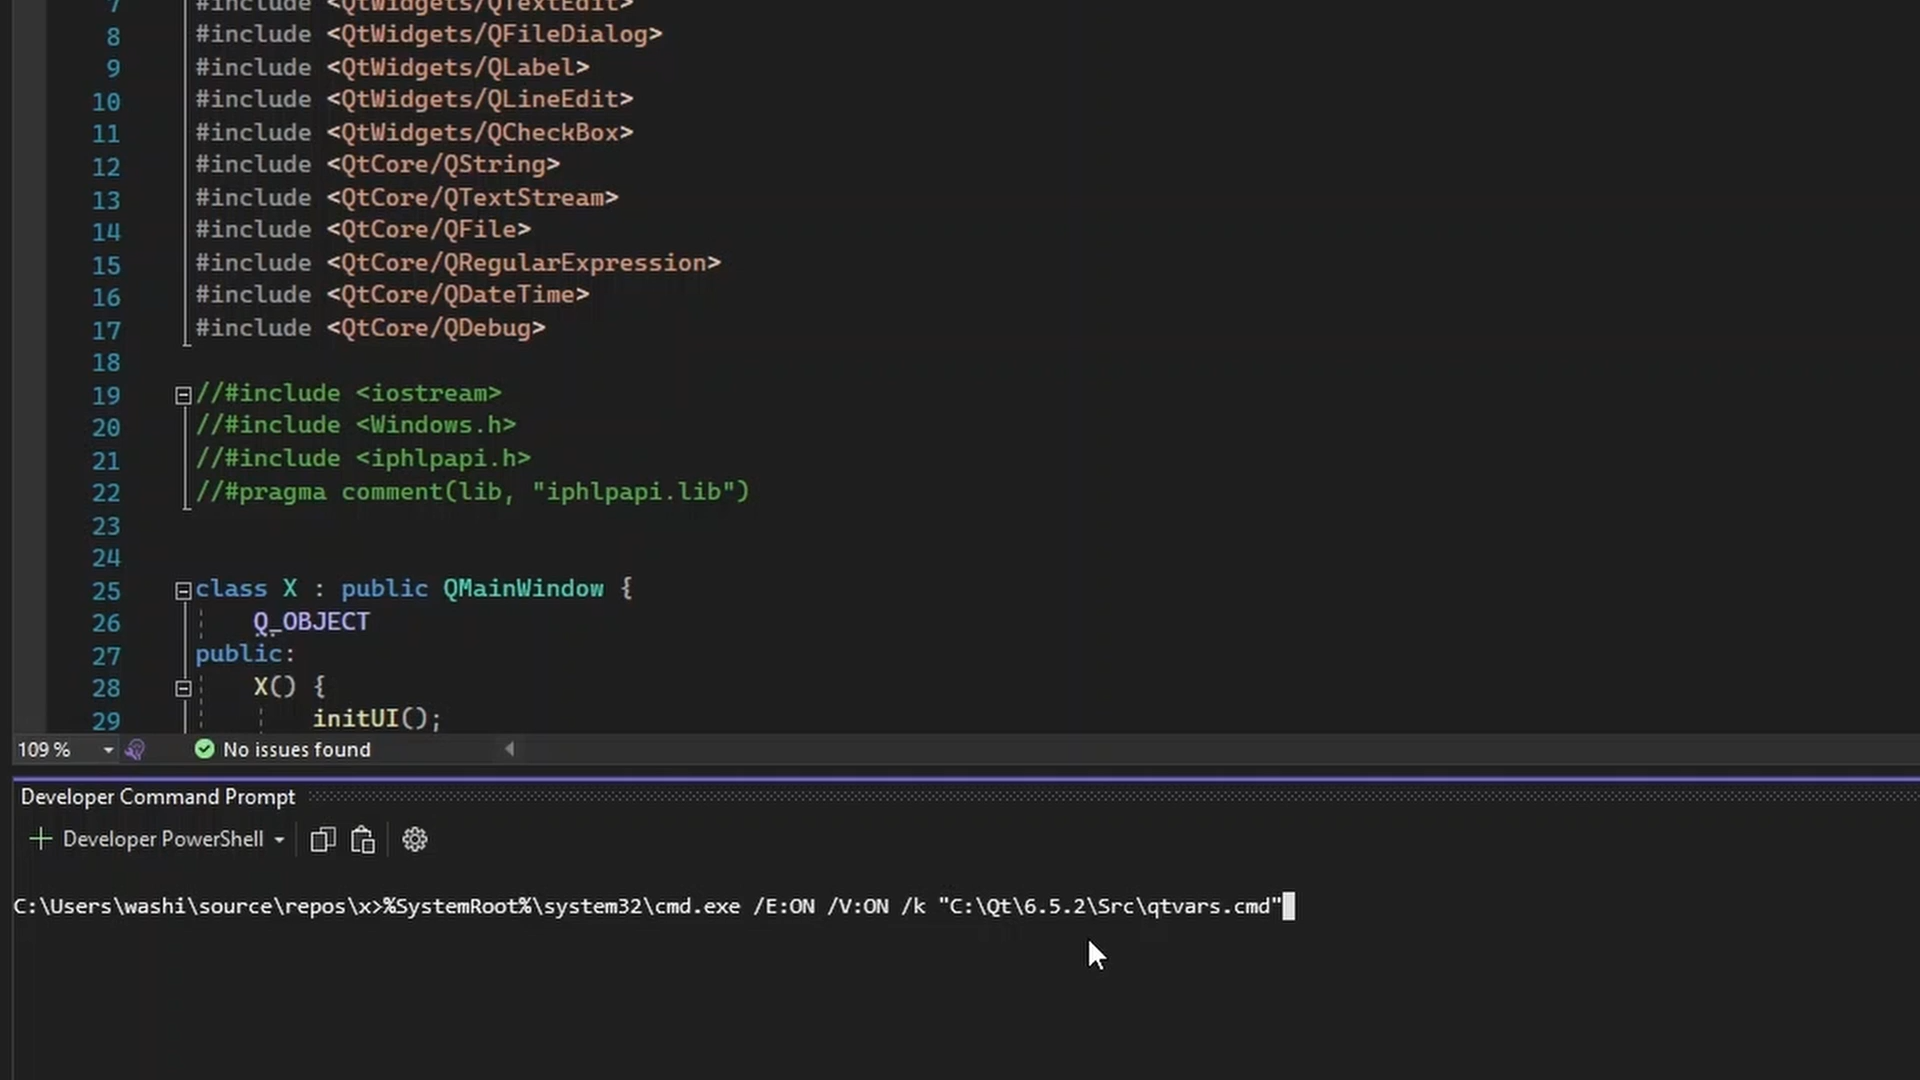 7 #include <QtWidgets/QTextEdit>
8 #include <QtWidgets/QFileDialog>
9 #include <QtWidgets/QLabel>
10 #include <QtWidgets/QLineEdit>
11 #include <QtWidgets/QCheckBox>
12 #include <QtCore/QString>
13 #include <QtCore/QTextStream>
14 #include <QtCore/QFile>
15 #include <QtCore/QRegularExpression>
16 #include <QtCore/QDateTime>
17 #include <QtCore/QDebug>
18
19 //#include <iostream>
20 //#include <Windows.h>
21 //#include <iphlpapi.h>
22 //#pragma comment(lib, "iphlpapi.lib")
23
24
25 class X : public QMainWindow {
26 Q_OBJECT
27 public:
28 X() {
29 initUI();
109 % No issues found
Developer Command Prompt
Developer PowerShell
C:\Users\washi\source\repos\x>%SystemRoot%\system32\cmd.exe /E:ON /V:ON /k "C:\Qt\6.5.2\Src\qtvars.cmd"